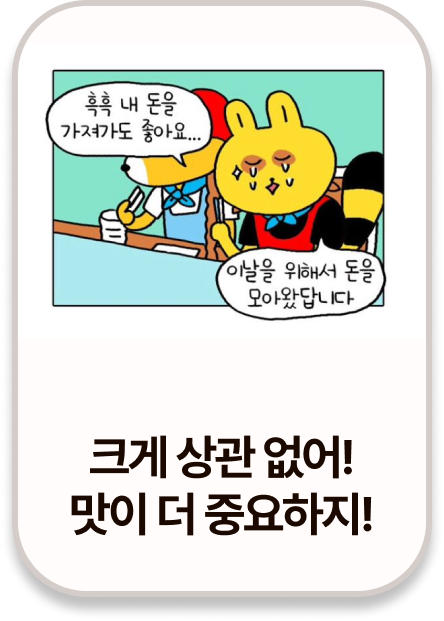 흑흑 내 돈을
가져가도 좋아요...
이날을 위해서 돈을
모아왔답니다
크게 상관 없어!
맛이 더 중요하지!